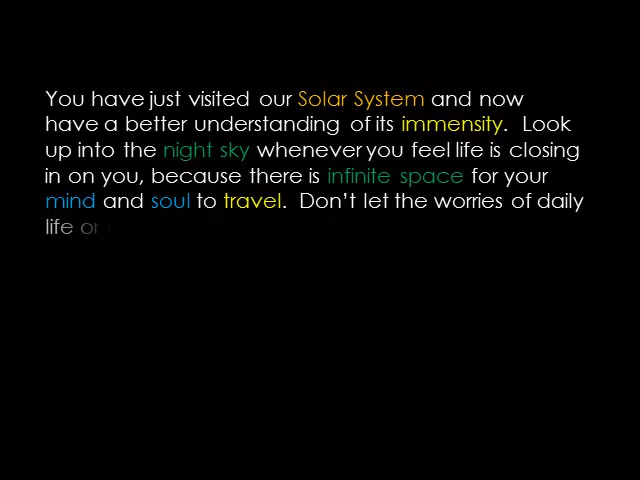 You have just visited our Solar System and now
have a better understanding of its immensity. Look
up into the night sky whenever you feel life is closing
in on you, because there is infinite space for your
mind and soul to travel. Don't let the worries of daily
life